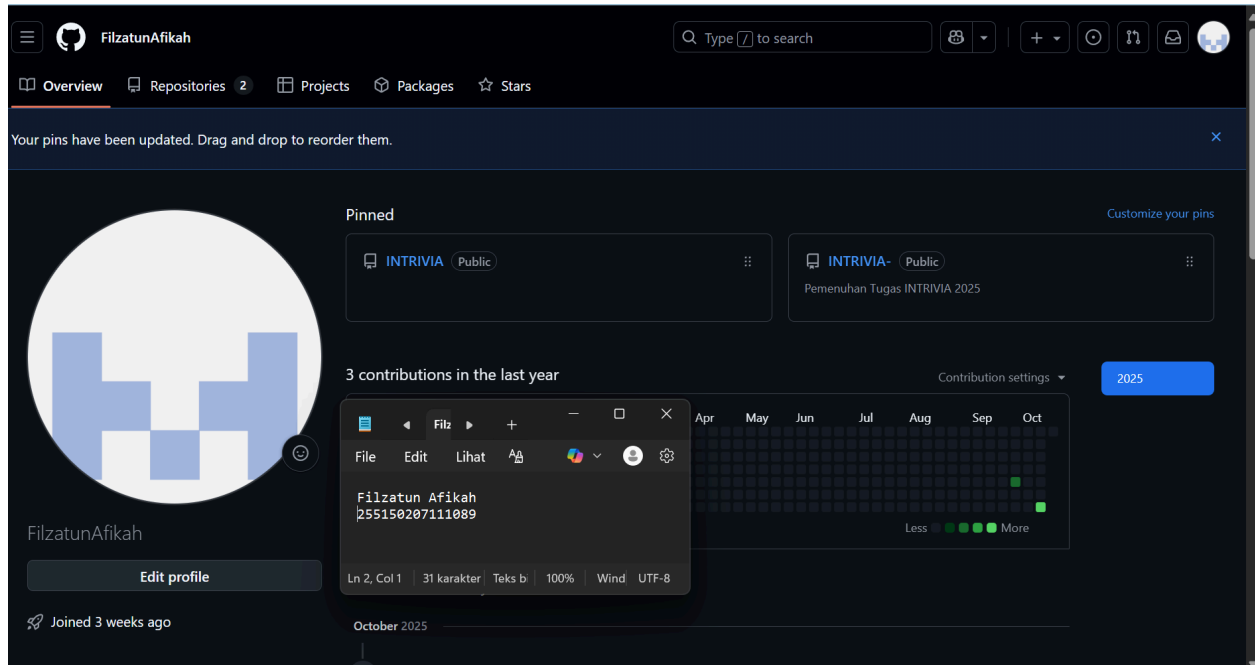 FilzatunAfikah
Type / to search
Overview
Repositories 2
Projects
Packages
Stars
Your pins have been updated. Drag and drop to reorder them.
Pinned
Customize your pins
INTRIVIA Public
INTRIVIA- Public
Pemenuhan Tugas INTRIVIA 2025
3 contributions in the last year
Contribution settings
2025
Apr May Jun Jul Aug Sep Oct
Less More
Filz
File Edit Lihat
Filzatun Afikah
255150207111089
Ln 2, Col 1 31 karakter Teks bi 100% Wind UTF-8
FilzatunAfikah
Edit profile
Joined 3 weeks ago
October 2025